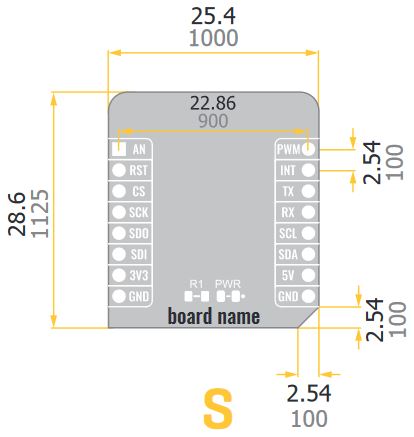 25.4
1000
22.86
900
AN PWM
RST INT
CS TX
SCK RX
SDO SCL
SDI SDA
3V3 5V
GND GND
R1 PWR
board name
28.6
1125
2.54
100
2.54
100
2.54
100
S